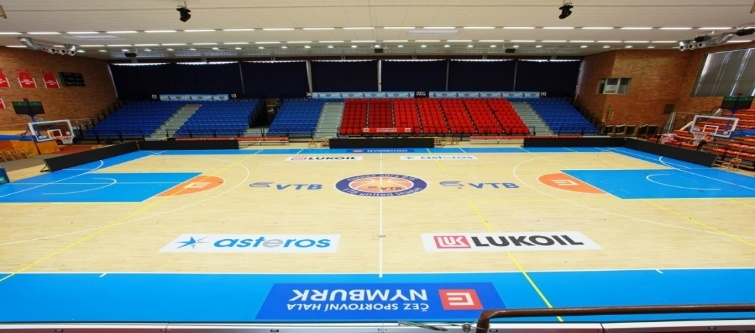 LUKOIL
VTB
VTB
VTB
asteros
LUKOIL
ČEZ SPORTOVNÍ HALA
NYMBURK